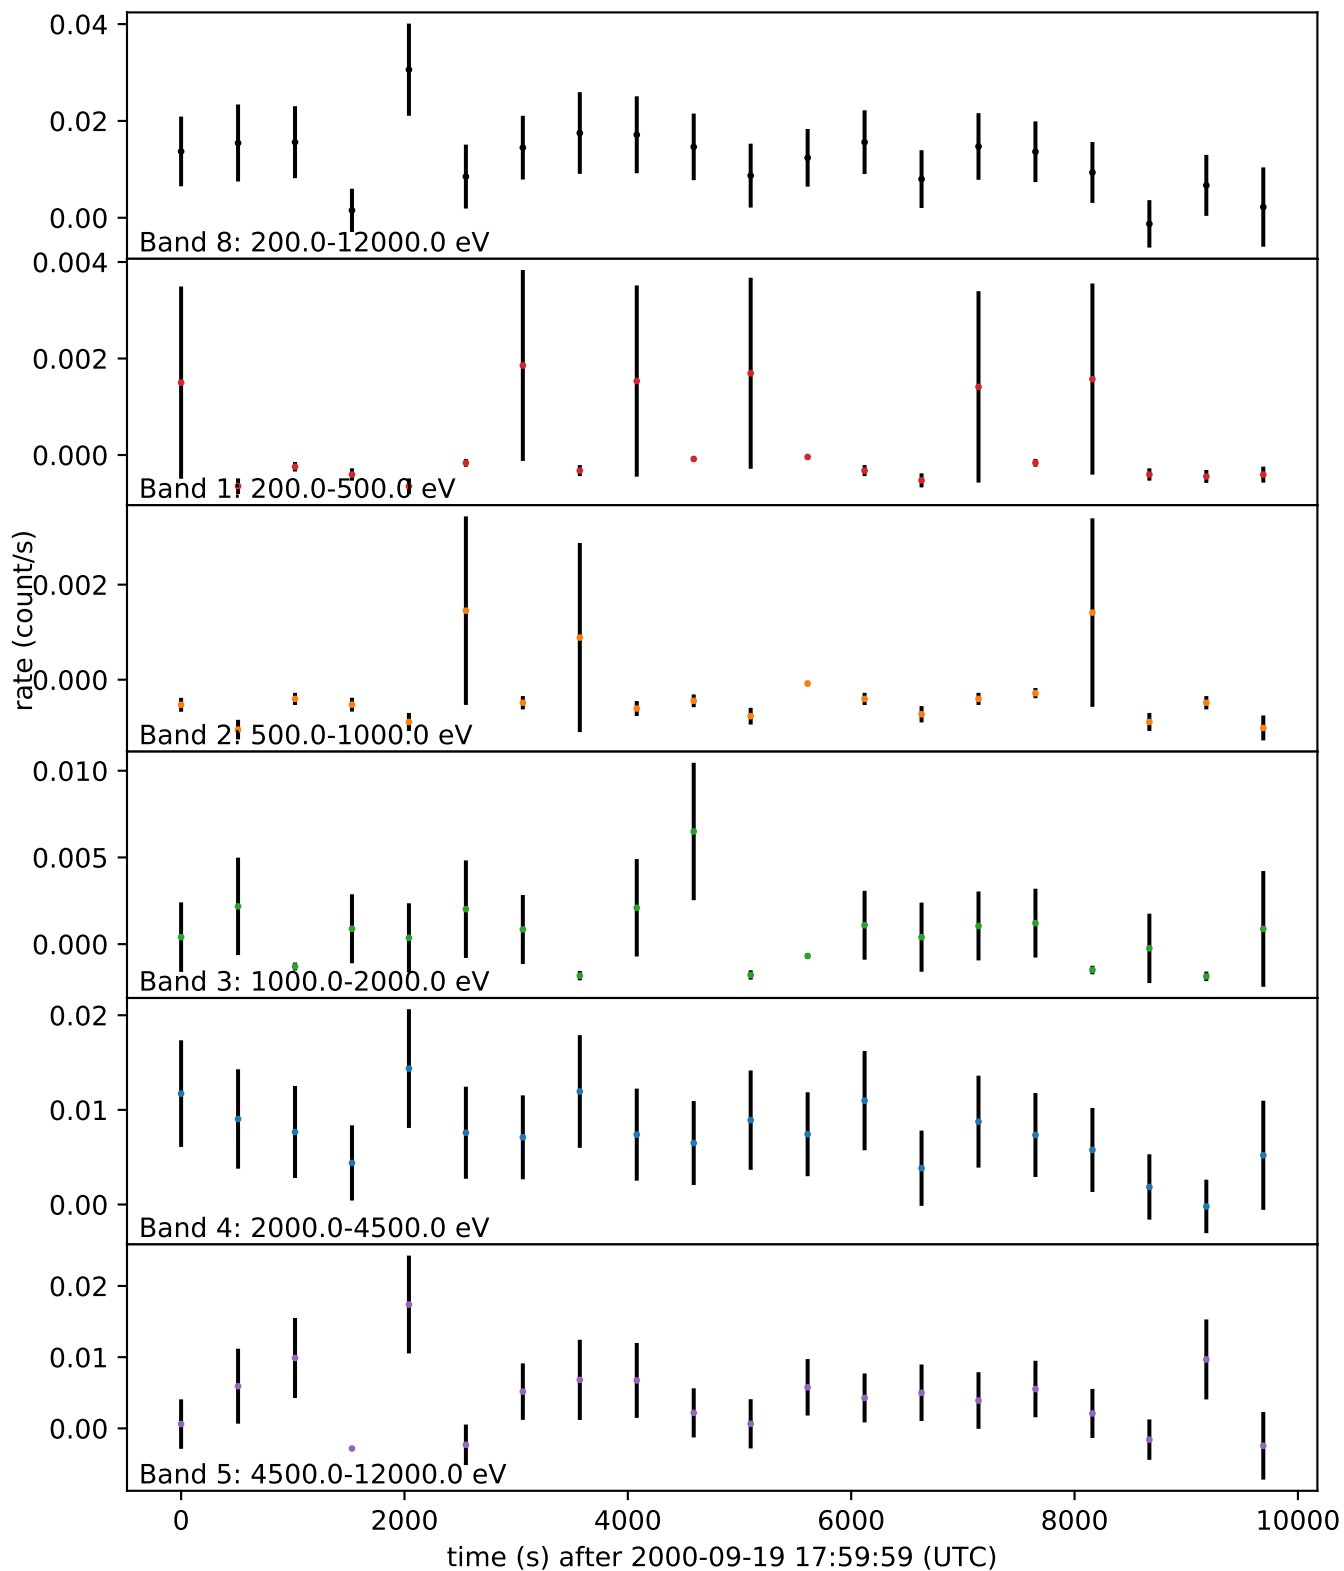 0.04
0.02
0.00
Band 8: 200.0-12000.0 eV
0.004
0.002
0.000
Band 1: 200.0-500.0 eV
rate (count/s)
0.002
0.000
Band 2: 500.0-1000.0 eV
0.010
0.005
0.000
Band 3: 1000.0-2000.0 eV
0.02
0.01
0.00
Band 4: 2000.0-4500.0 eV
0.02
0.01
0.00
Band 5: 4500.0-12000.0 eV
0 2000 4000 6000 8000 10000
time (s) after 2000-09-19 17:59:59 (UTC)